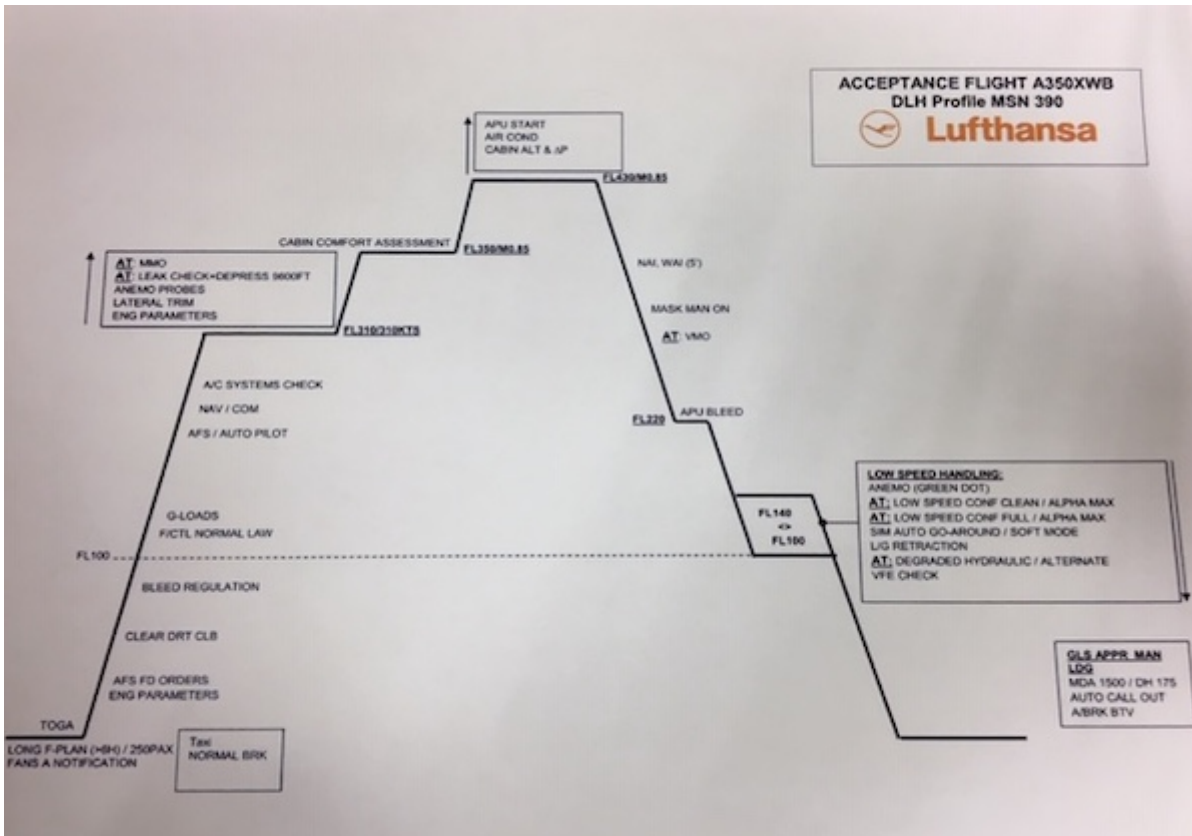 ACCEPTANCE FLIGHT A350XWB
DLH Profile MSN 390
Lufthansa
APU START
AIR COND
CABIN ALT & ΔP
FL430/M0.85
CABIN COMFORT ASSESSMENT
FL350/M0.85
AT: MMO
AT: LEAK CHECK+DEPRESS 9600FT
ANEMO PROBES
LATERAL TRIM
ENG PARAMETERS
FL310/310KTS
NAI, WAI (5')
MASK MAN ON
AT: VMO
A/C SYSTEMS CHECK
NAV / COM
AFS / AUTO PILOT
FL220
APU BLEED
LOW SPEED HANDLING:
ANEMO (GREEN DOT)
AT: LOW SPEED CONF CLEAN / ALPHA MAX
AT: LOW SPEED CONF FULL / ALPHA MAX
SIM AUTO GO-AROUND / SOFT MODE
L/G RETRACTION
AT: DEGRADED HYDRAULIC / ALTERNATE
VFE CHECK
FL140
<>
FL100
G-LOADS
F/CTL NORMAL LAW
FL100
BLEED REGULATION
CLEAR DRT CLB
AFS FD ORDERS
ENG PARAMETERS
GLS APPR MAN
LDG
MDA 1500 / DH 175
AUTO CALL OUT
A/BRK BTV
TOGA
LONG F-PLAN (>8H) / 250PAX
FANS A NOTIFICATION
Taxi
NORMAL BRK